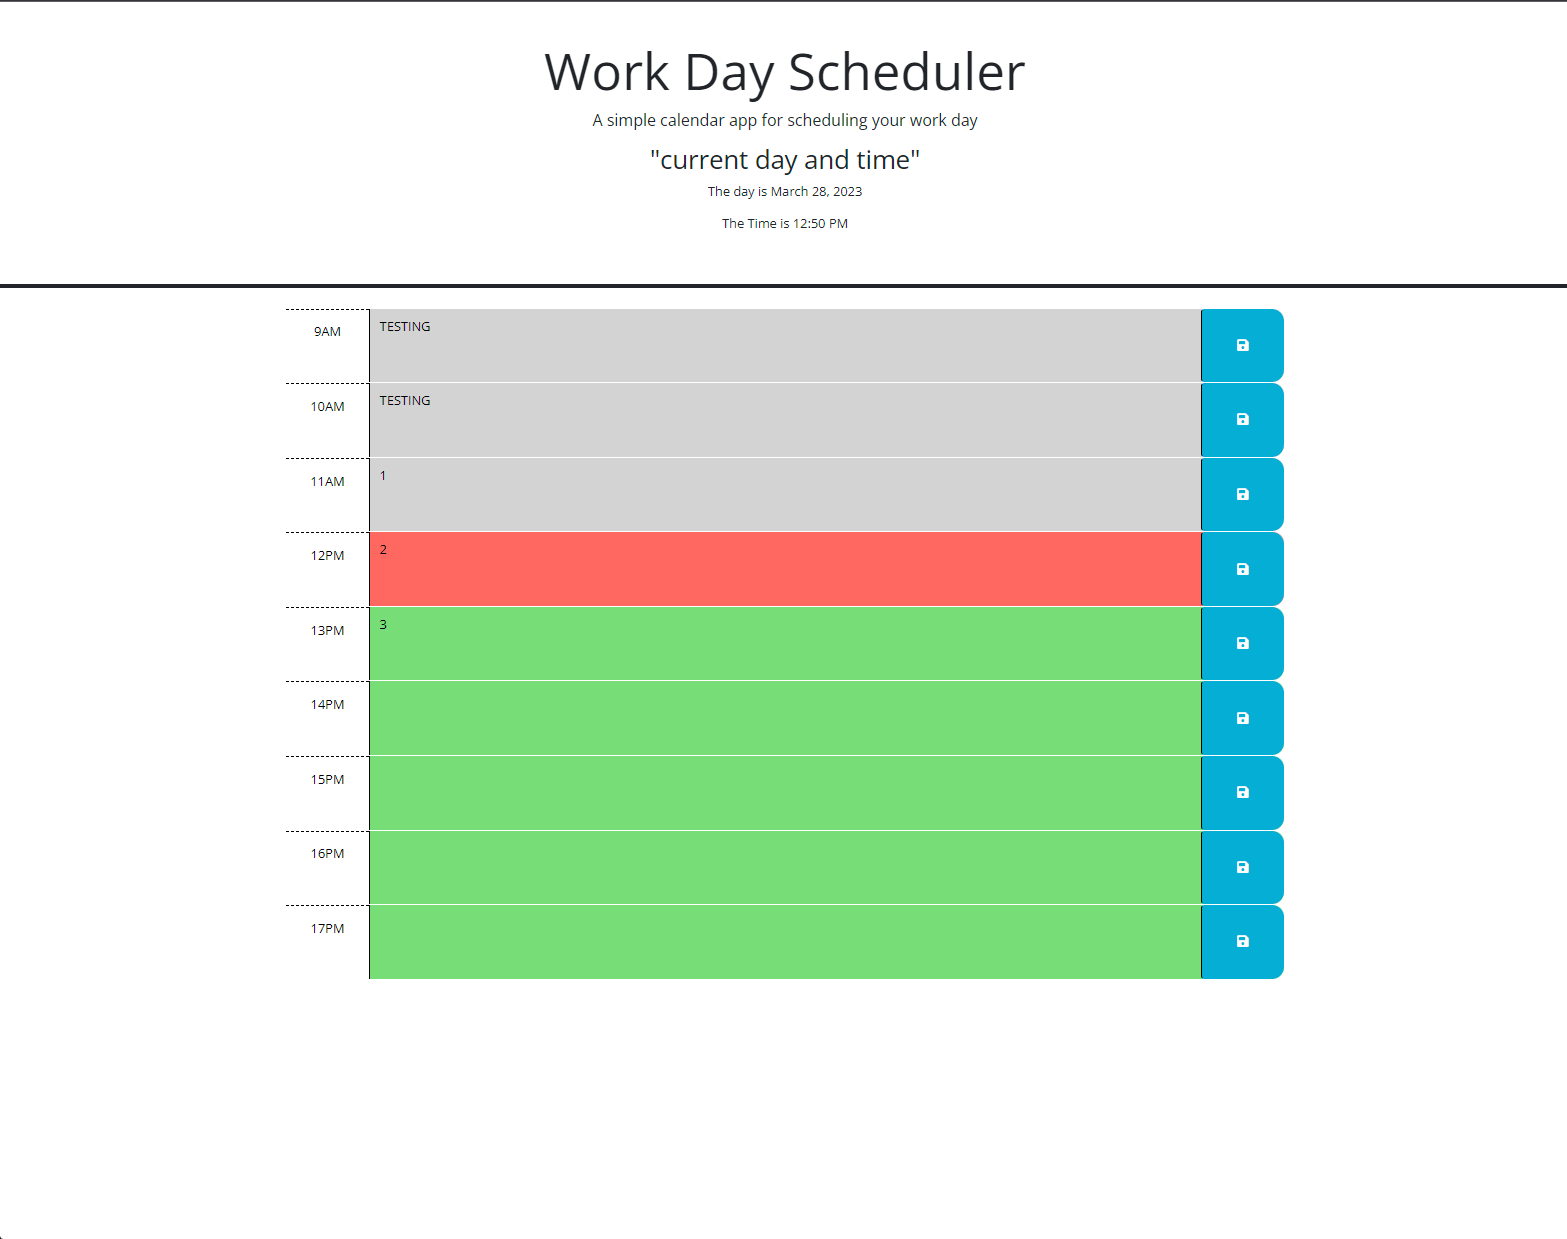 Work Day Scheduler
A simple calendar app for scheduling your work day
"current day and time"
The day is March 28, 2023
The Time is 12:50 PM
9AM TESTING
10AM TESTING
11AM 1
12PM 2
13PM 3
14PM
15PM
16PM
17PM